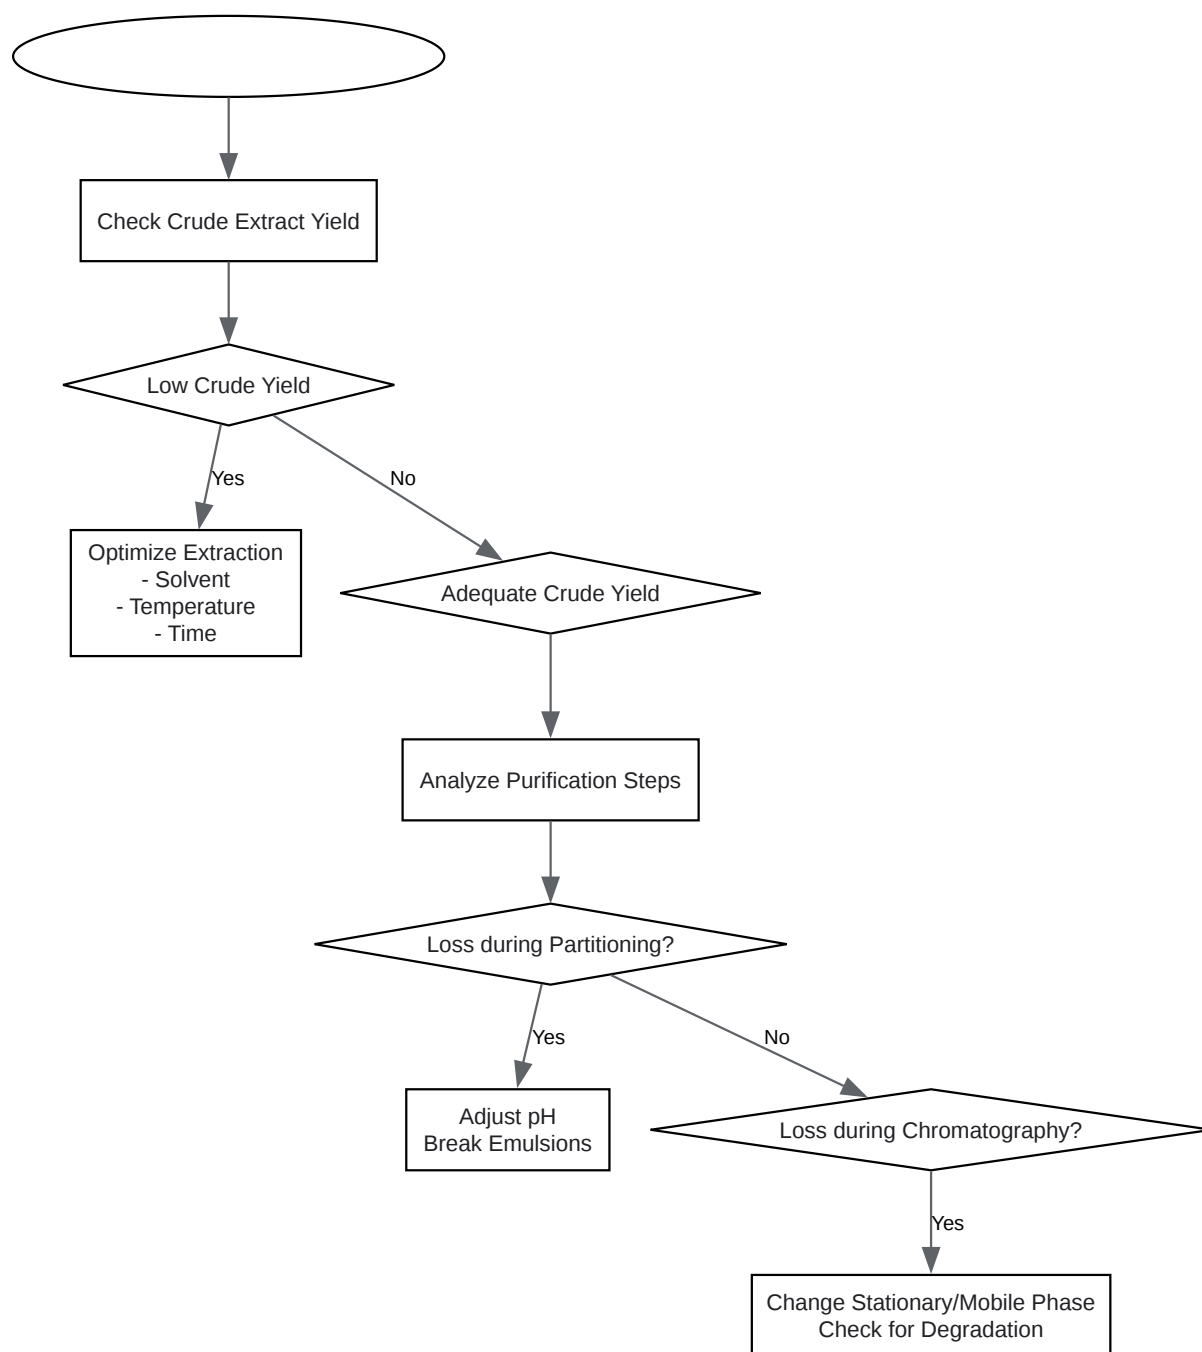 Check Crude Extract Yield
Low Crude Yield
Yes
No
Optimize Extraction
- Solvent
- Temperature
- Time
Adequate Crude Yield
Analyze Purification Steps
Loss during Partitioning?
Yes
No
Adjust pH
Break Emulsions
Loss during Chromatography?
Yes
Change Stationary/Mobile Phase
Check for Degradation